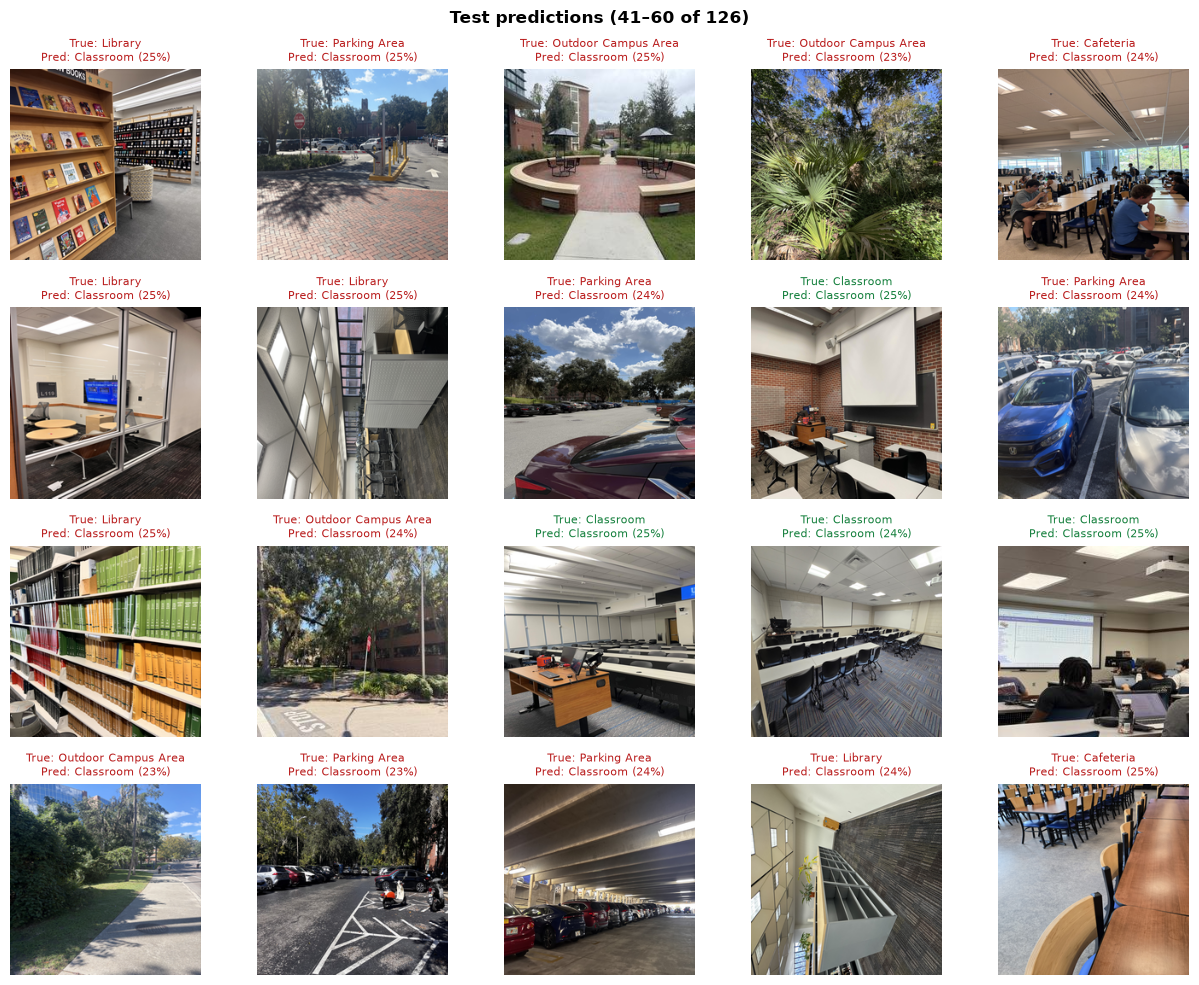 Test predictions (41–60 of 126)
True: Library
Pred: Classroom (25%)
True: Parking Area
Pred: Classroom (25%)
True: Outdoor Campus Area
Pred: Classroom (25%)
True: Outdoor Campus Area
Pred: Classroom (23%)
True: Cafeteria
Pred: Classroom (24%)
BOOKS
True: Library
Pred: Classroom (25%)
True: Library
Pred: Classroom (25%)
True: Parking Area
Pred: Classroom (24%)
True: Classroom
Pred: Classroom (25%)
True: Parking Area
Pred: Classroom (24%)
True: Library
Pred: Classroom (25%)
True: Outdoor Campus Area
Pred: Classroom (24%)
True: Classroom
Pred: Classroom (25%)
True: Classroom
Pred: Classroom (24%)
True: Classroom
Pred: Classroom (25%)
STOP
True: Outdoor Campus Area
Pred: Classroom (23%)
True: Parking Area
Pred: Classroom (23%)
True: Parking Area
Pred: Classroom (24%)
True: Library
Pred: Classroom (24%)
True: Cafeteria
Pred: Classroom (25%)